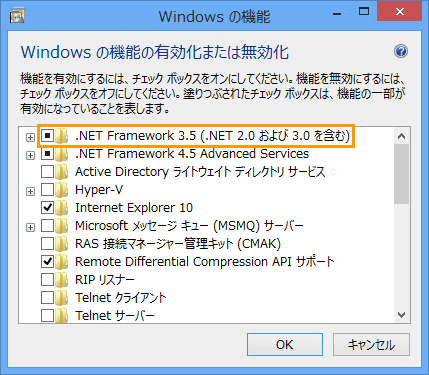 Windows の機能
Windows の機能の有効化または無効化
機能を有効にするには、チェック ボックスをオンにしてください。機能を無効にするには、
チェック ボックスをオフにしてください。塗りつぶされたチェック ボックスは、機能の一部が
有効になっていることを表します。
.NET Framework 3.5 (.NET 2.0 および 3.0 を含む)
.NET Framework 4.5 Advanced Services
Active Directory ライトウェイト ディレクトリ サービス
Hyper-V
Internet Explorer 10
Microsoft メッセージ キュー (MSMQ) サーバー
RAS 接続マネージャー管理キット (CMAK)
Remote Differential Compression API サポート
RIP リスナー
Telnet クライアント
Telnet サーバー
OK
キャンセル